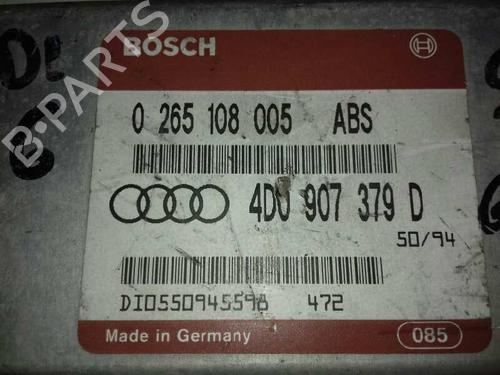 BOSCH
0 265 108 005 ABS
4D0 907 379 D
50/94
DI0550945598 472
Made in Germany 085
B-PARTS